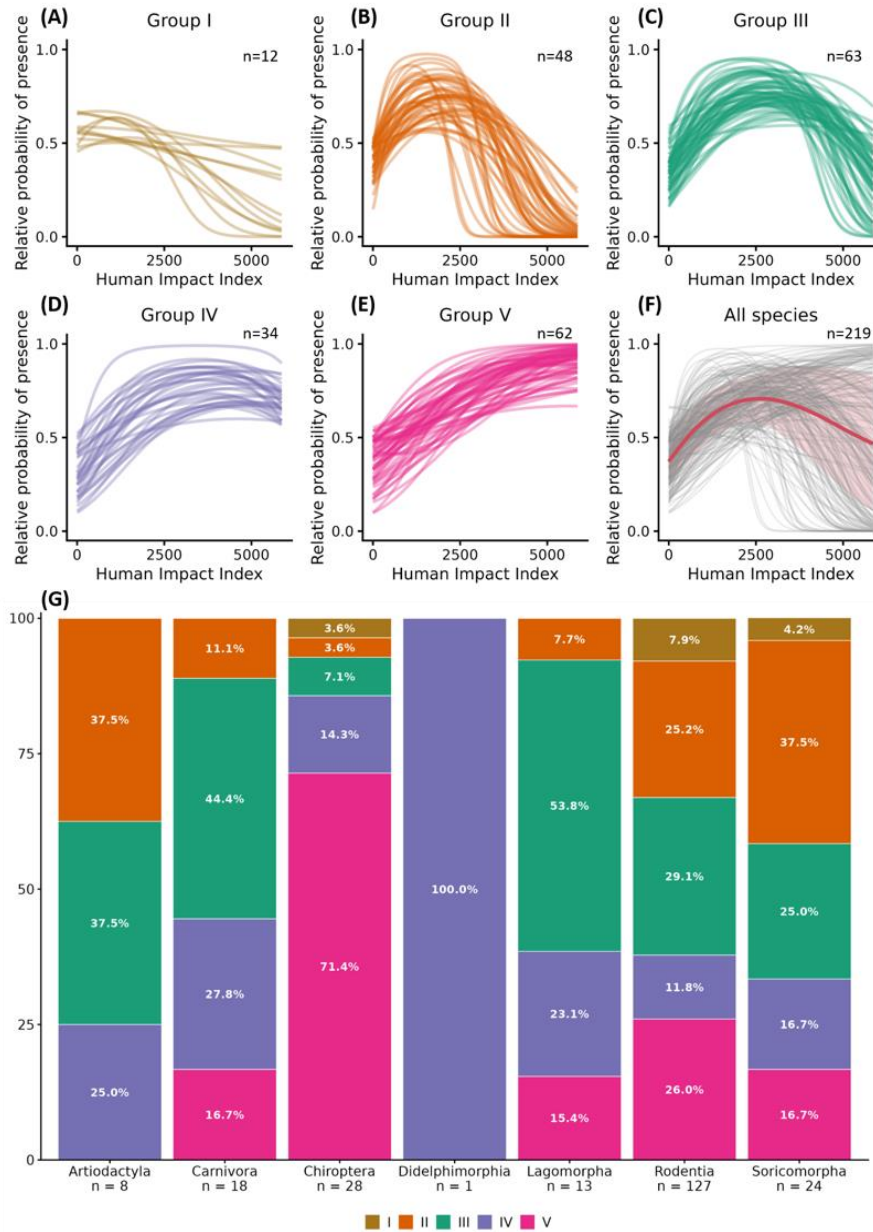 (A) Group I
n=12
Relative probability of presence
1.0
0.5
0.0
0 2500 5000
Human Impact Index
(B) Group II
n=48
Relative probability of presence
1.0
0.5
0.0
0 2500 5000
Human Impact Index
(C) Group III
n=63
Relative probability of presence
1.0
0.5
0.0
0 2500 5000
Human Impact Index
(D) Group IV
n=34
Relative probability of presence
1.0
0.5
0.0
0 2500 5000
Human Impact Index
(E) Group V
n=62
Relative probability of presence
1.0
0.5
0.0
0 2500 5000
Human Impact Index
(F) All species
n=219
Relative probability of presence
1.0
0.5
0.0
0 2500 5000
Human Impact Index
(G)
100
75
50
25
0
37.5%
37.5%
25.0%
11.1%
44.4%
27.8%
16.7%
3.6%
3.6%
7.1%
14.3%
71.4%
100.0%
7.7%
53.8%
23.1%
15.4%
7.9%
25.2%
29.1%
11.8%
26.0%
4.2%
37.5%
25.0%
16.7%
16.7%
Artiodactyla Carnivora Chiroptera Didelphimorphia Lagomorpha Rodentia Soricomorpha
n = 8 n = 18 n = 28 n = 1 n = 13 n = 127 n = 24
I II III IV V